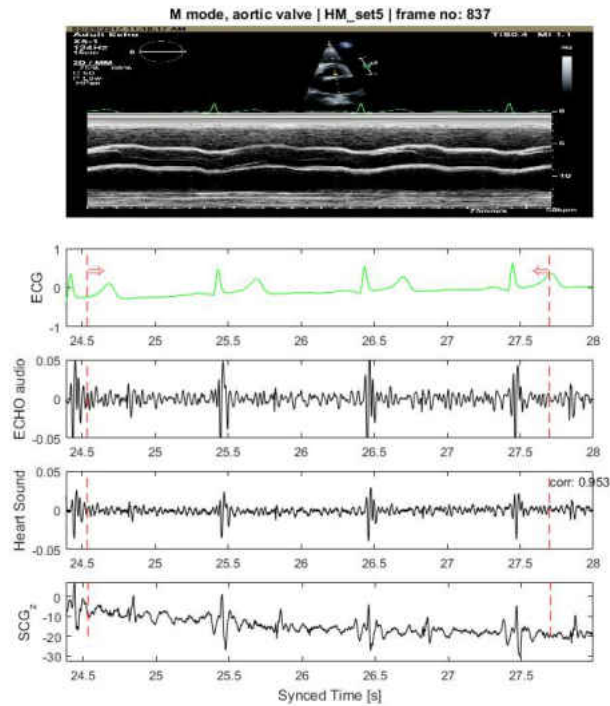 M mode, aortic valve | HM_set5 | frame no: 837
Adult Echo
TIS0.4 MI 1.1
X5-1
0
5
10
ECG
1
0
-1
24.5 25 25.5 26 26.5 27 27.5 28
ECHO audio
0.05
0
-0.05
24.5 25 25.5 26 26.5 27 27.5 28
Heart Sound
0.05
0
-0.05
corr: 0.953
24.5 25 25.5 26 26.5 27 27.5 28
SCG_z
0
-10
-20
-30
24.5 25 25.5 26 26.5 27 27.5 28
Synced Time [s]